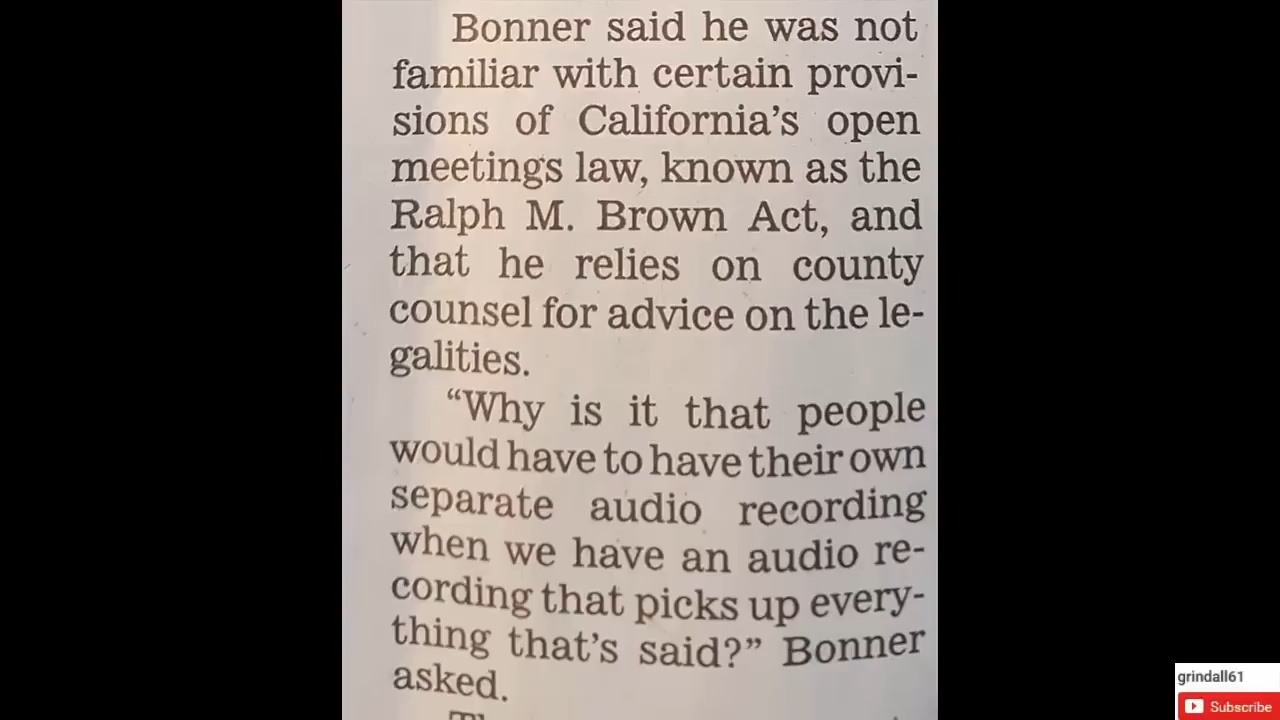 Bonner said he was not
familiar with certain provi-
sions of California's open
meetings law, known as the
Ralph M. Brown Act, and
that he relies on county
counsel for advice on the le-
galities.
“Why is it that people
would have to have their own
separate audio recording
when we have an audio re-
cording that picks up every-
thing that's said?” Bonner
asked.
grindall61
Subscribe